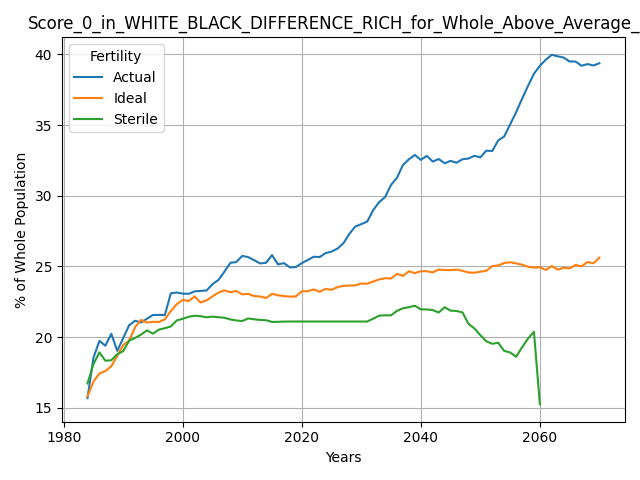 Score_0_in_WHITE_BLACK_DIFFERENCE_RICH_for_Whole_Above_Average_
Fertility
Actual
Ideal
Sterile
% of Whole Population
40
35
30
25
20
15
1980
2000
2020
2040
2060
Years